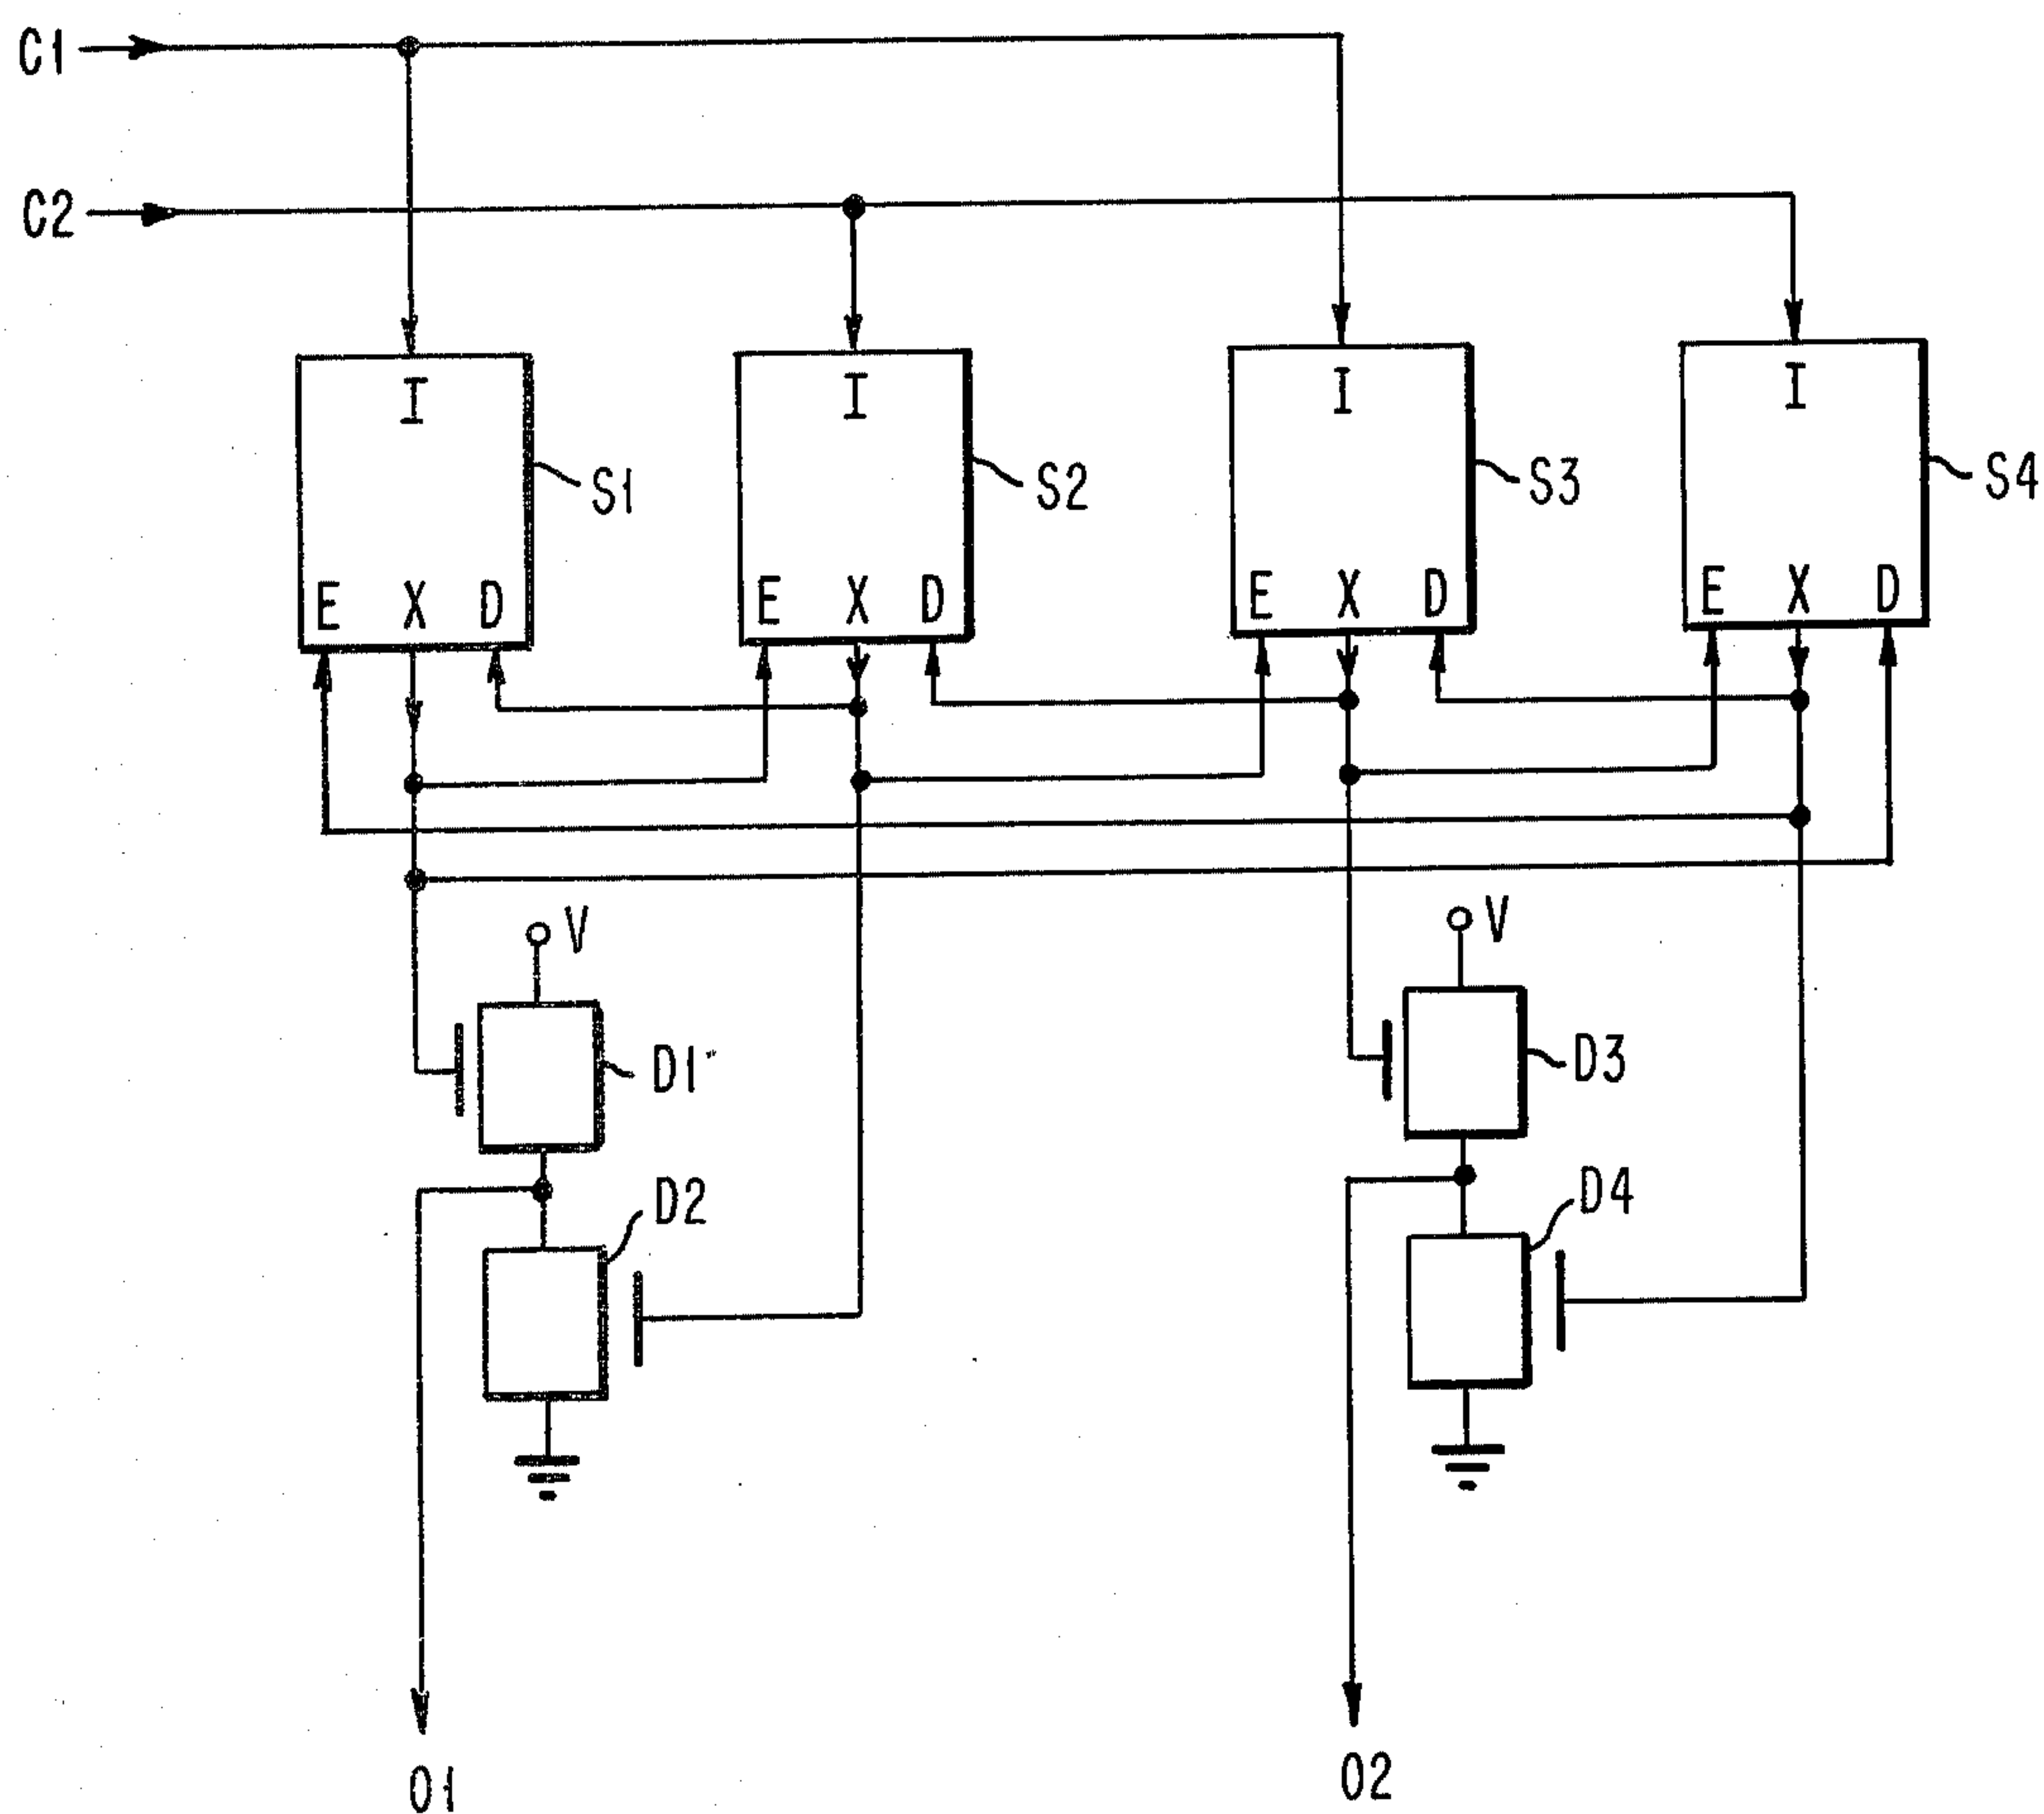 C1
C2
I I I I
S1 S2 S3 S4
E X D E X D E X D E X D
V V
D1 D3
D2 D4
O1 O2